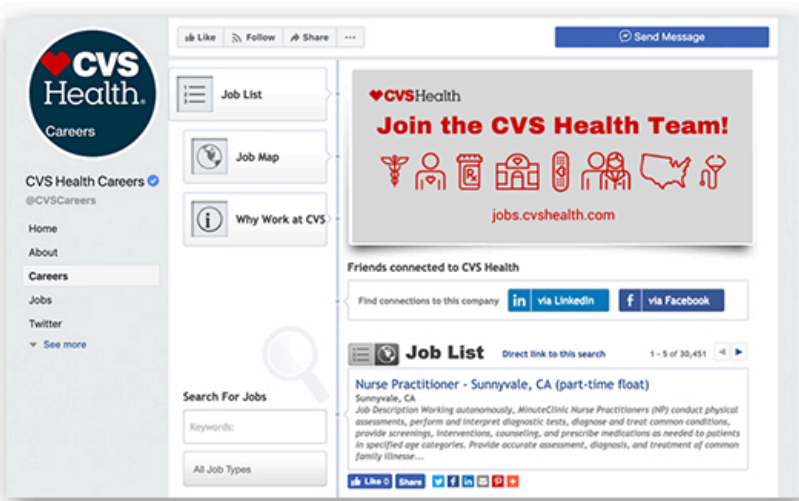 CVS
Health.
Careers
CVS Health Careers
@CVSCareers
Home
About
Careers
Jobs
Twitter
See more
Like Follow Share ...
Send Message
Job List
Job Map
Why Work at CVS
CVSHealth
Join the CVS Health Team!
Rx
jobs.cvshealth.com
Friends connected to CVS Health
Find connections to this company in via LinkedIn f via Facebook
Search For Jobs
Keywords:
All Job Types
Job List Direct link to this search 1 - 5 of 30,451
Nurse Practitioner - Sunnyvale, CA (part-time float)
Sunnyvale, CA
Job Description Working autonomously, MinuteClinic Nurse Practitioners (NP) conduct physical
assessments, perform and interpret diagnostic tests, diagnose and treat common conditions,
provide screenings, interventions, counseling, and prescribe medications as needed to patients
in specified age categories. Provide accurate assessment, diagnosis, and treatment of common
family illnesse...
Like 0 Share